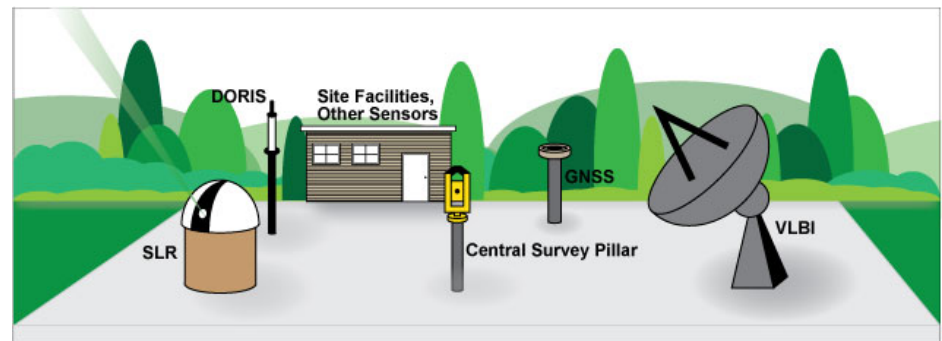 DORIS
Site Facilities,
Other Sensors
GNSS
SLR
Central Survey Pillar
VLBI